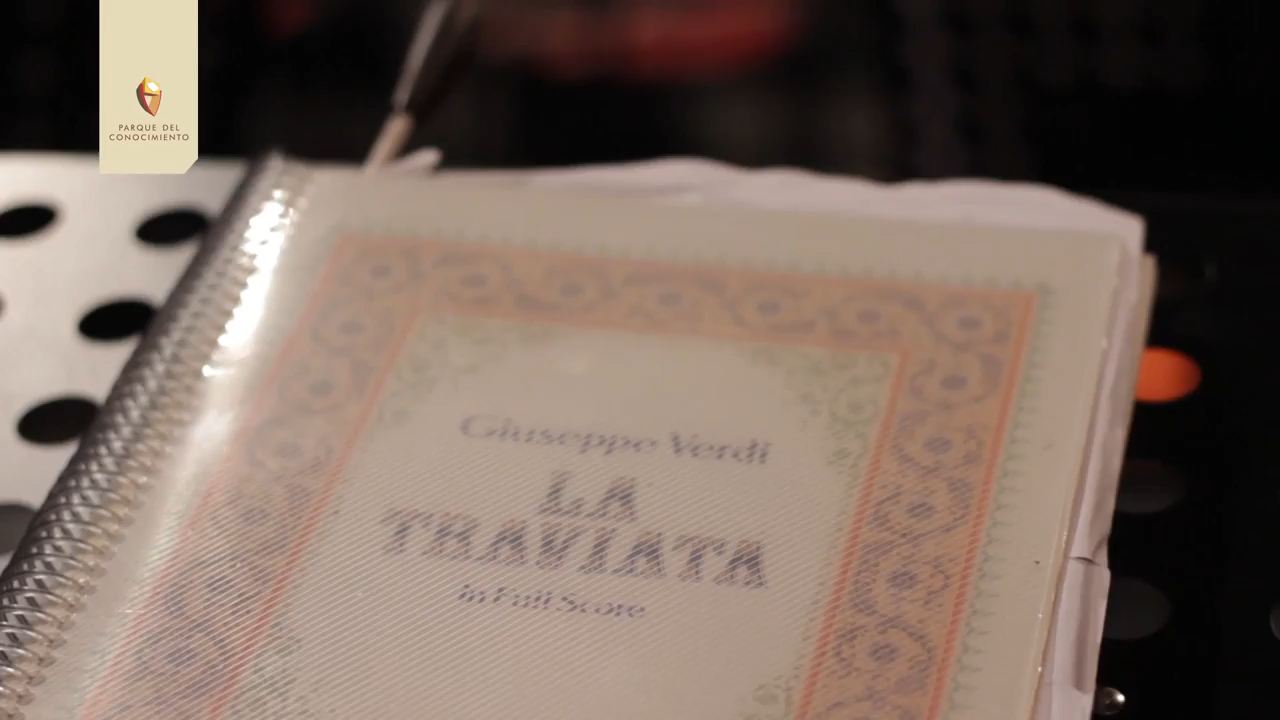 PARQUE DEL
CONOCIMIENTO
Giuseppe Verdi
LA
TRAVIATA
in Full Score